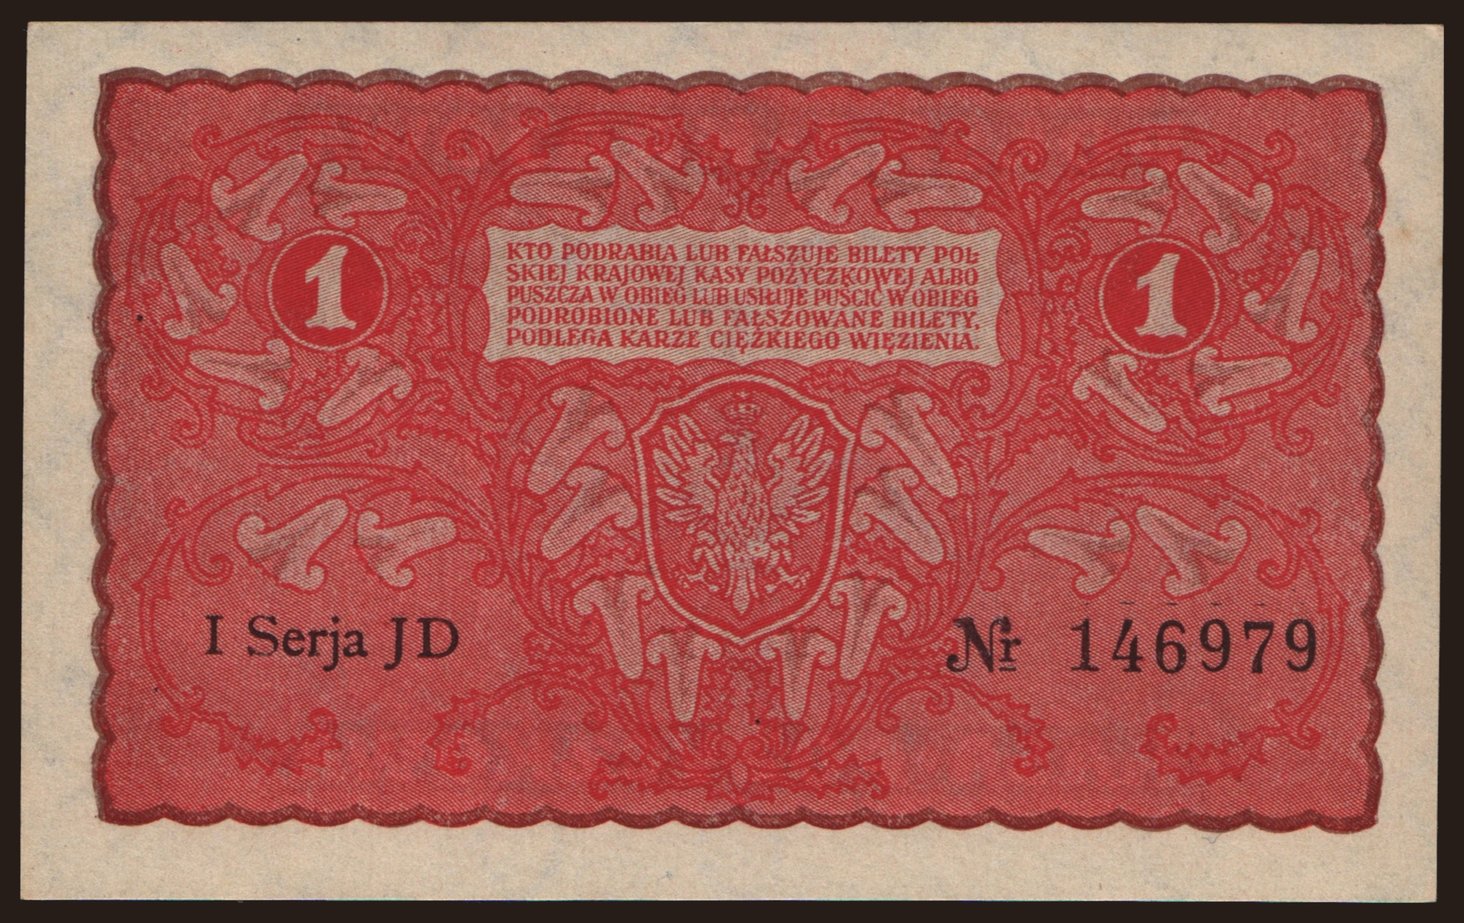 1
1
KTO PODRABIA LUB FAŁSZUJE BILETY POL-
SKIEJ KRAJOWEJ KASY POŻYCZKOWEJ ALBO
PUSZCZA W OBIEG LUB USIŁUJE PUŚCIĆ W OBIEG
PODROBIONE LUB FAŁSZOWANE BILETY,
PODLEGA KARZE CIĘŻKIEGO WIĘZIENIA.
I Serja JD
Nr 146979